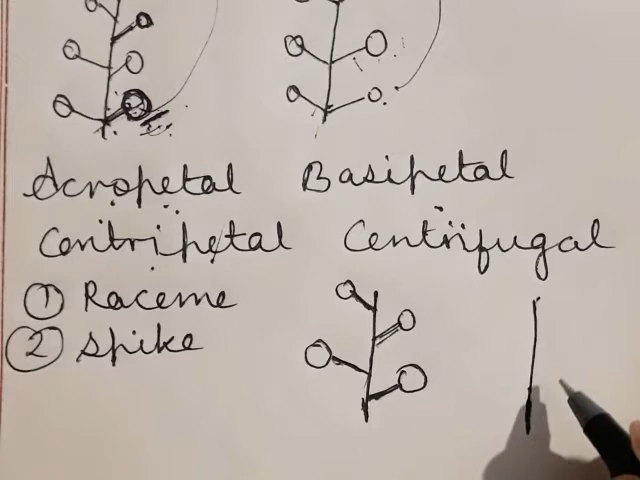 Acropetal Basipetal
Centripetal Centrifugal
① Raceme
② Spike